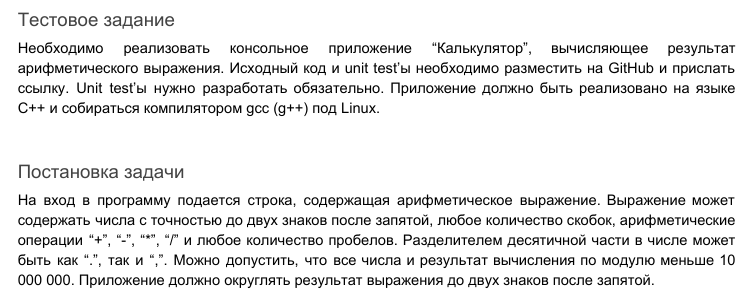 Тестовое задание
Необходимо реализовать консольное приложение “Калькулятор”, вычисляющее результат
арифметического выражения. Исходный код и unit test’ы необходимо разместить на GitHub и прислать
ссылку. Unit test’ы нужно разработать обязательно. Приложение должно быть реализовано на языке
C++ и собираться компилятором gcc (g++) под Linux.
Постановка задачи
На вход в программу подается строка, содержащая арифметическое выражение. Выражение может
содержать числа с точностью до двух знаков после запятой, любое количество скобок, арифметические
операции “+”, “-”, “*”, “/” и любое количество пробелов. Разделителем десятичной части в числе может
быть как “.”, так и “,”. Можно допустить, что все числа и результат вычисления по модулю меньше 10
000 000. Приложение должно округлять результат выражения до двух знаков после запятой.